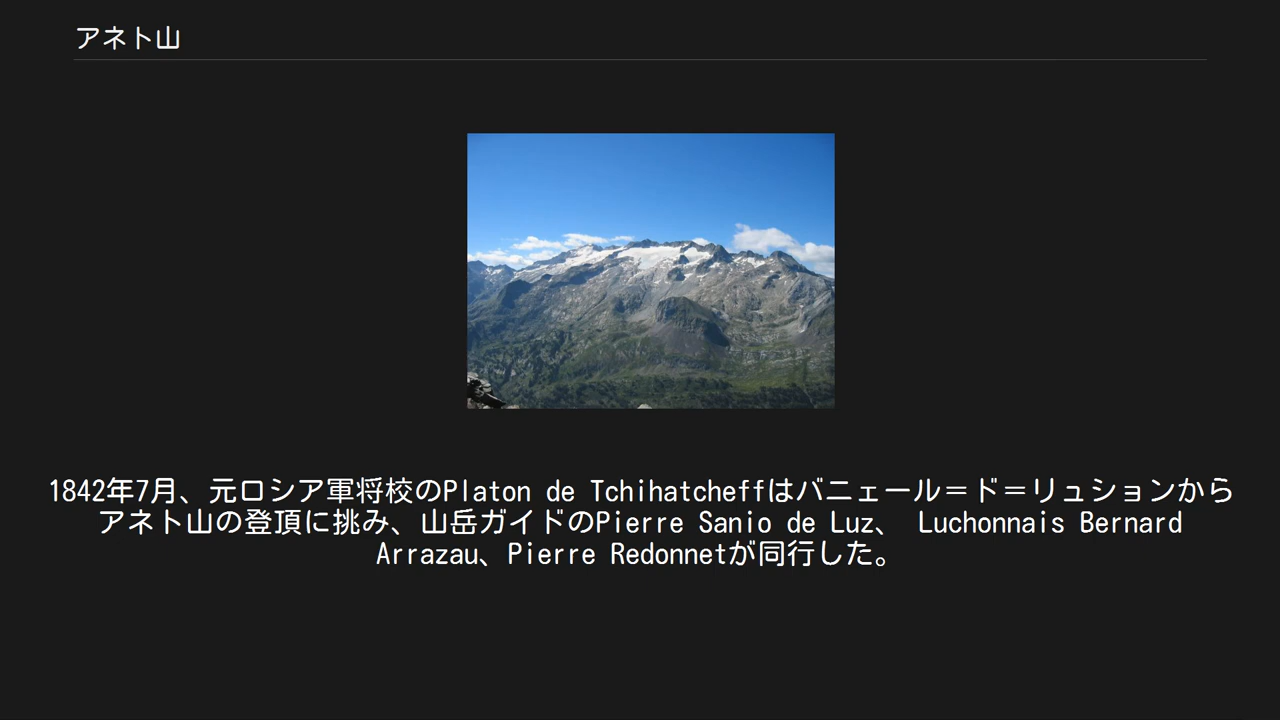 アネト山
1842年7月、元ロシア軍将校のPlaton de Tchihatcheffはバニェール＝ド＝リュションから
アネト山の登頂に挑み、山岳ガイドのPierre Sanio de Luz、 Luchonnais Bernard
Arrazau、Pierre Redonnetが同行した。